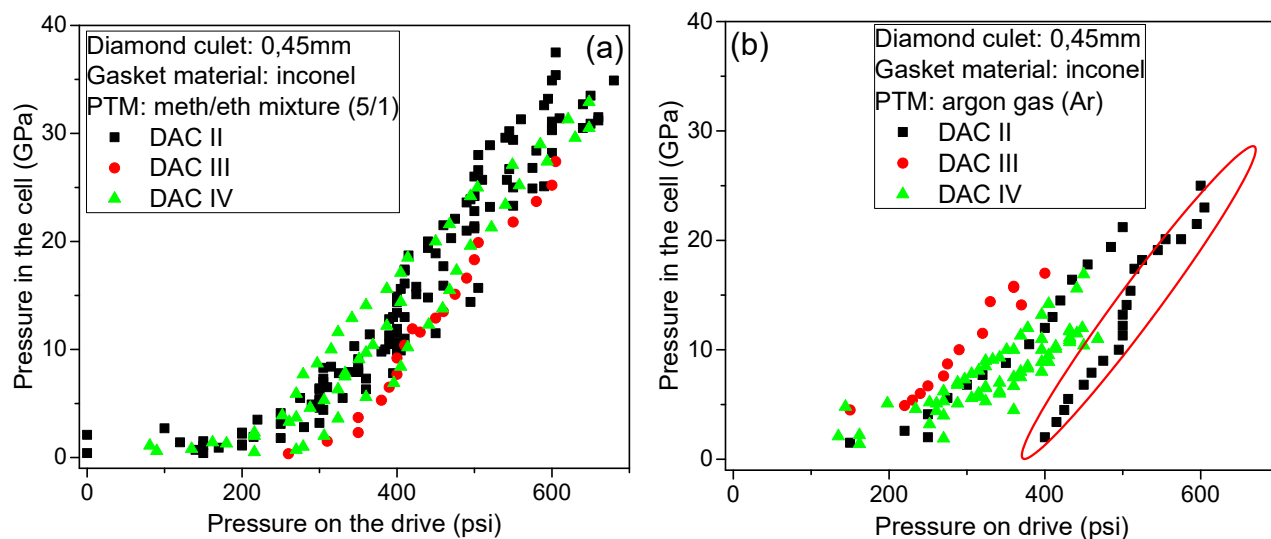 40
30
20
10
0
Pressure in the cell (GPa)
Diamond culet: 0,45mm
Gasket material: inconel
PTM: meth/eth mixture (5/1)
DAC II
DAC III
DAC IV
(a)
0
200
400
600
Pressure on the drive (psi)
40
30
20
10
0
Pressure in the cell (GPa)
(b)
Diamond culet: 0,45mm
Gasket material: inconel
PTM: argon gas (Ar)
DAC II
DAC III
DAC IV
0
200
400
600
Pressure on drive (psi)